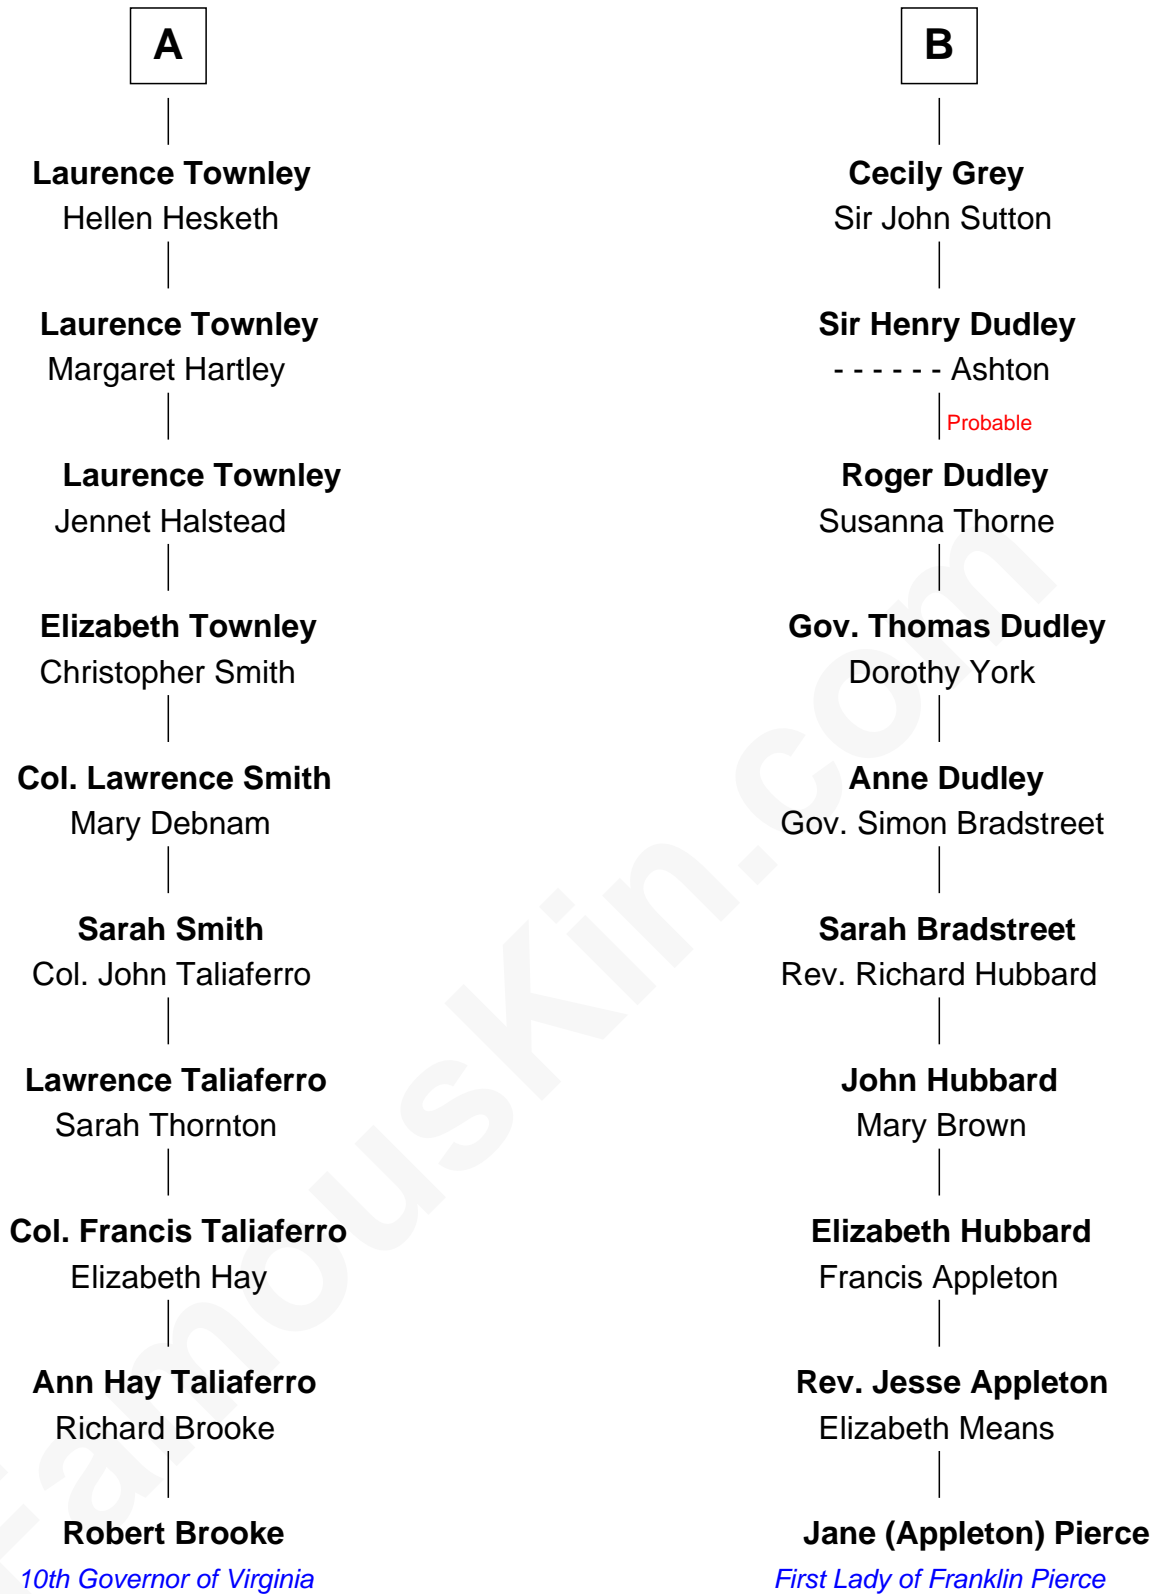 A
Laurence Townley
Hellen Hesketh
Laurence Townley
Margaret Hartley
Laurence Townley
Jennet Halstead
Elizabeth Townley
Christopher Smith
Col. Lawrence Smith
Mary Debnam
Sarah Smith
Col. John Taliaferro
Lawrence Taliaferro
Sarah Thornton
Col. Francis Taliaferro
Elizabeth Hay
Ann Hay Taliaferro
Richard Brooke
Robert Brooke
10th Governor of Virginia
B
Cecily Grey
Sir John Sutton
Sir Henry Dudley
- - - - - - Ashton
Probable
Roger Dudley
Susanna Thorne
Gov. Thomas Dudley
Dorothy York
Anne Dudley
Gov. Simon Bradstreet
Sarah Bradstreet
Rev. Richard Hubbard
John Hubbard
Mary Brown
Elizabeth Hubbard
Francis Appleton
Rev. Jesse Appleton
Elizabeth Means
Jane (Appleton) Pierce
First Lady of Franklin Pierce
FamousKin.com